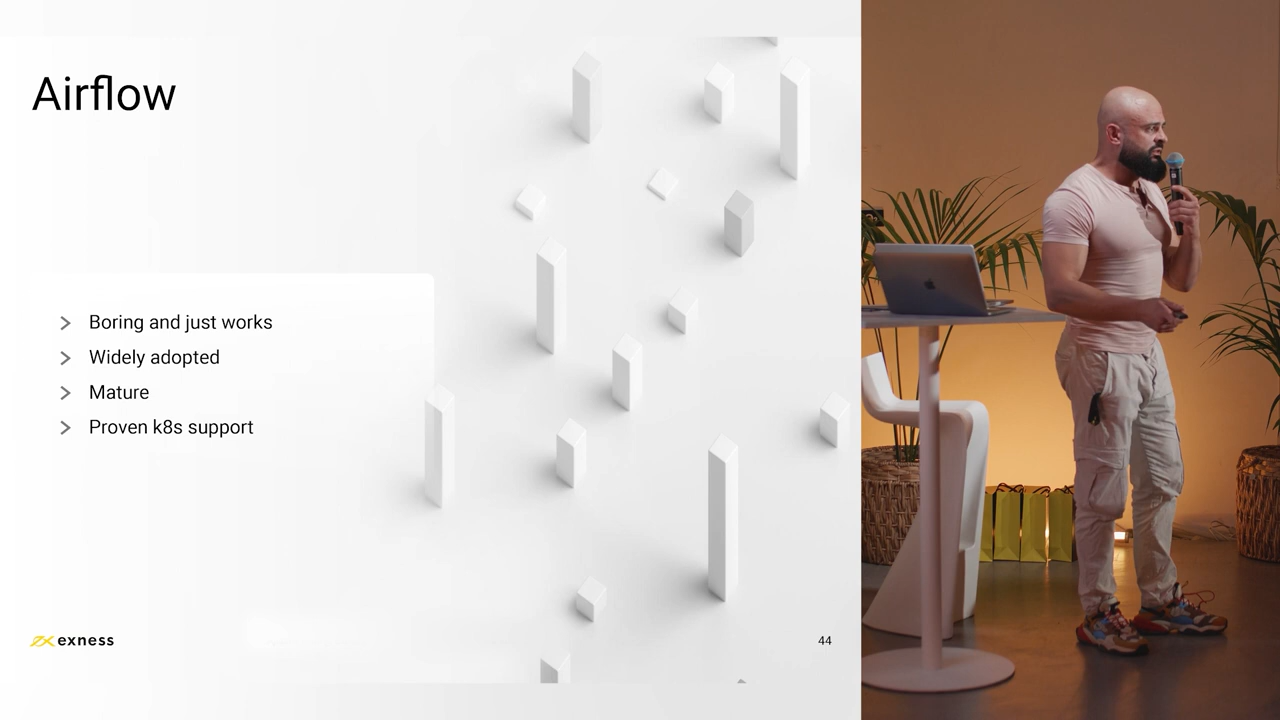 Airflow
Boring and just works
Widely adopted
Mature
Proven k8s support
exness
44